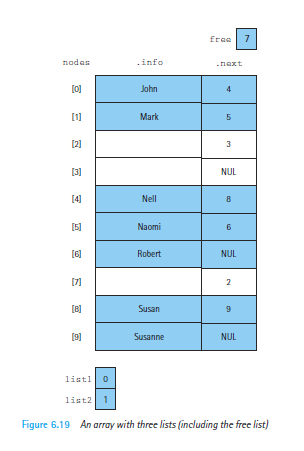 free 7
nodes .info .next
[0] John 4
[1] Mark 5
[2] 3
[3] NUL
[4] Nell 8
[5] Naomi 6
[6] Robert NUL
[7] 2
[8] Susan 9
[9] Susanne NUL
list1 0
list2 1
Figure 6.19 An array with three lists (including the free list)